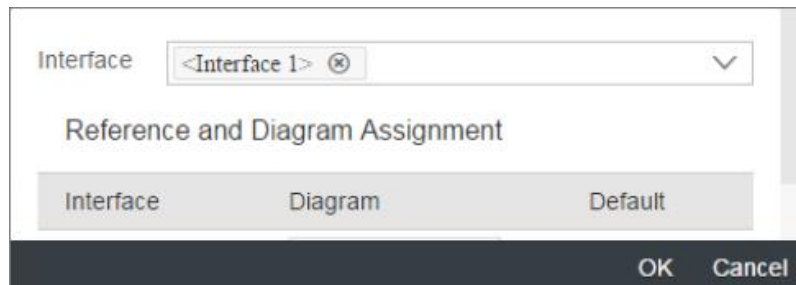 Interface <Interface 1>
Reference and Diagram Assignment
Interface Diagram Default
OK Cancel